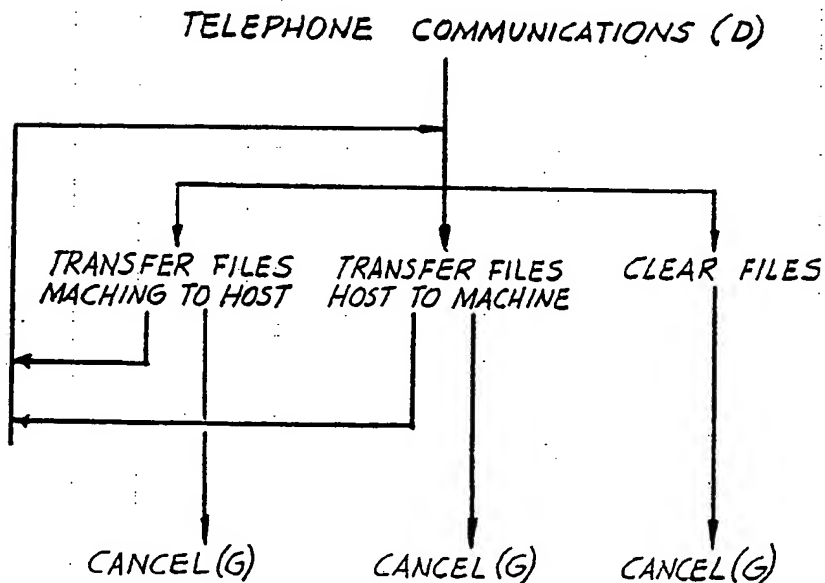 TELEPHONE COMMUNICATIONS (D)
TRANSFER FILES
MACHING TO HOST
TRANSFER FILES
HOST TO MACHINE
CLEAR FILES
CANCEL(G)
CANCEL(G)
CANCEL(G)